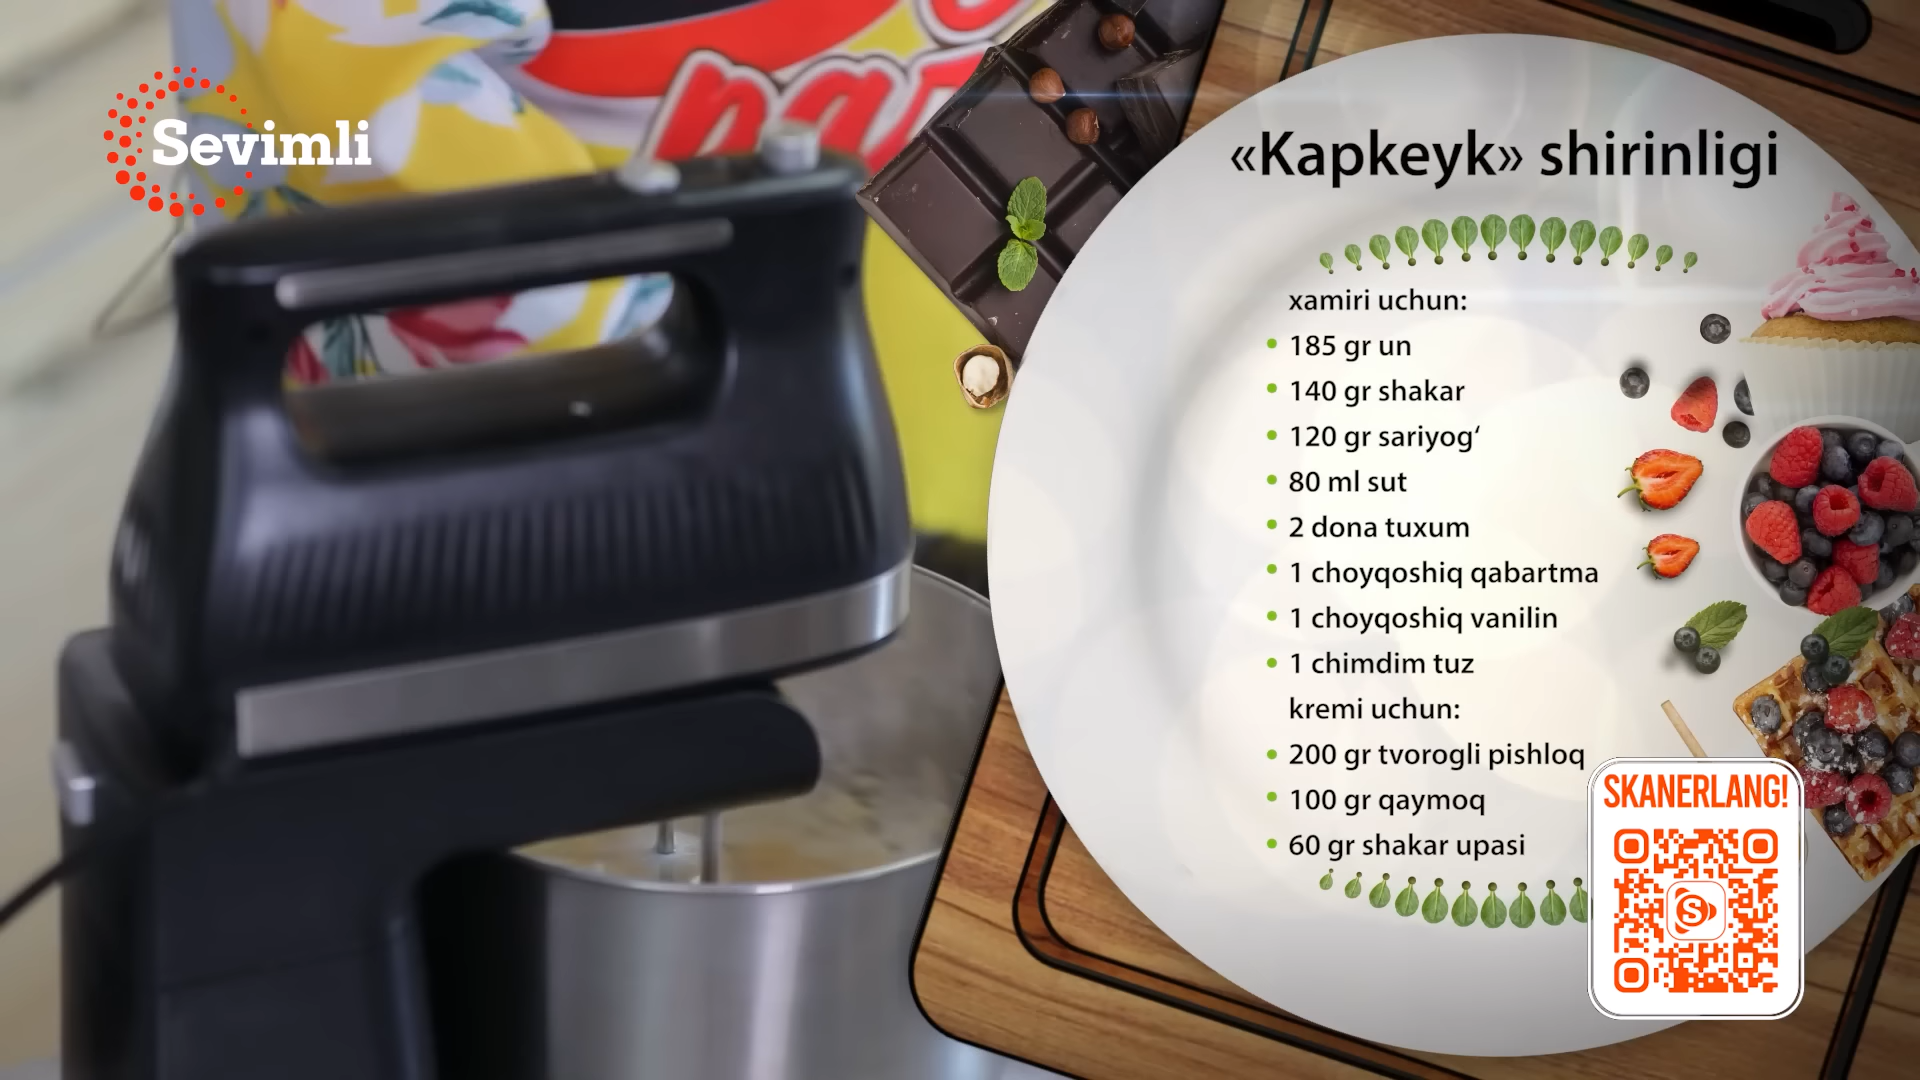 Sevimli
«Kapkeyk» shirinligi
xamiri uchun:
185 gr un
140 gr shakar
120 gr sariyog‘
80 ml sut
2 dona tuxum
1 choyqoshiq qabartma
1 choyqoshiq vanilin
1 chimdim tuz
kremi uchun:
200 gr tvorogli pishloq
100 gr qaymoq
60 gr shakar upasi
SKANERLANG!
S